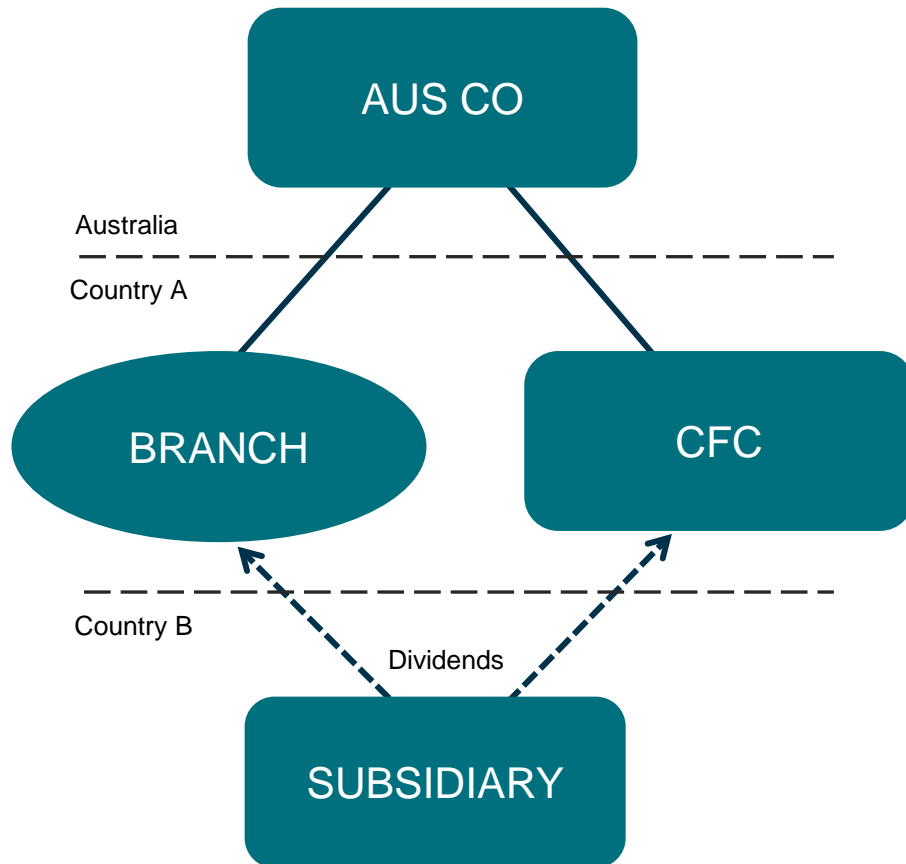 AUS CO
Australia
Country A
BRANCH
CFC
Country B
Dividends
SUBSIDIARY